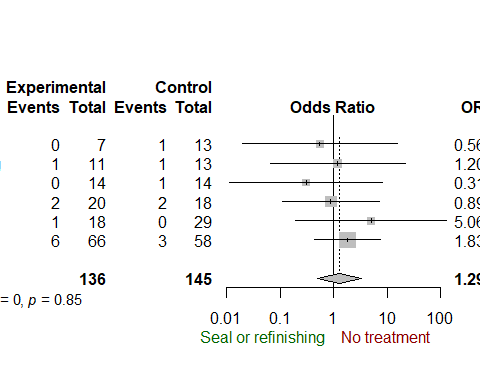 Experimental Control
Events Total Events Total Odds Ratio OR
0 7 1 13 0.56
1 11 1 13 1.20
0 14 1 14 0.31
2 20 2 18 0.89
1 18 0 29 5.06
6 66 3 58 1.83
136 145 1.29
= 0, p = 0.85
0.01 0.1 1 10 100
Seal or refinishing No treatment